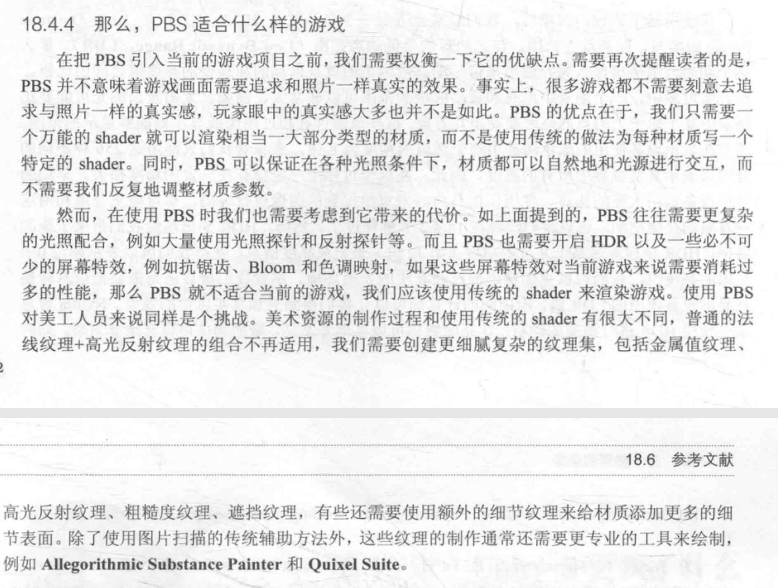 18.4.4 那么，PBS 适合什么样的游戏
在把 PBS 引入当前的游戏项目之前，我们需要权衡一下它的优缺点。需要再次提醒读者的是，
PBS 并不意味着游戏画面需要追求和照片一样真实的效果。事实上，很多游戏都不需要刻意去追
求与照片一样的真实感，玩家眼中的真实感大多也并不是如此。PBS 的优点在于，我们只需要一
个万能的 shader 就可以渲染相当一大部分类型的材质，而不是使用传统的做法为每种材质写一个
特定的 shader。同时，PBS 可以保证在各种光照条件下，材质都可以自然地和光源进行交互，而
不需要我们反复地调整材质参数。
然而，在使用 PBS 时我们也需要考虑到它带来的代价。如上面提到的，PBS 往往需要更复杂
的光照配合，例如大量使用光照探针和反射探针等。而且 PBS 也需要开启 HDR 以及一些必不可
少的屏幕特效，例如抗锯齿、Bloom 和色调映射，如果这些屏幕特效对当前游戏来说需要消耗过
多的性能，那么 PBS 就不适合当前的游戏，我们应该使用传统的 shader 来渲染游戏。使用 PBS
对美工人员来说同样是个挑战。美术资源的制作过程和使用传统的 shader 有很大不同，普通的法
线纹理+高光反射纹理的组合不再适用，我们需要创建更细腻复杂的纹理集，包括金属值纹理、
2
18.6 参考文献
高光反射纹理、粗糙度纹理、遮挡纹理，有些还需要使用额外的细节纹理来给材质添加更多的细
节表面。除了使用图片扫描的传统辅助方法外，这些纹理的制作通常还需要更专业的工具来绘制，
例如 Allegorithmic Substance Painter 和 Quixel Suite。